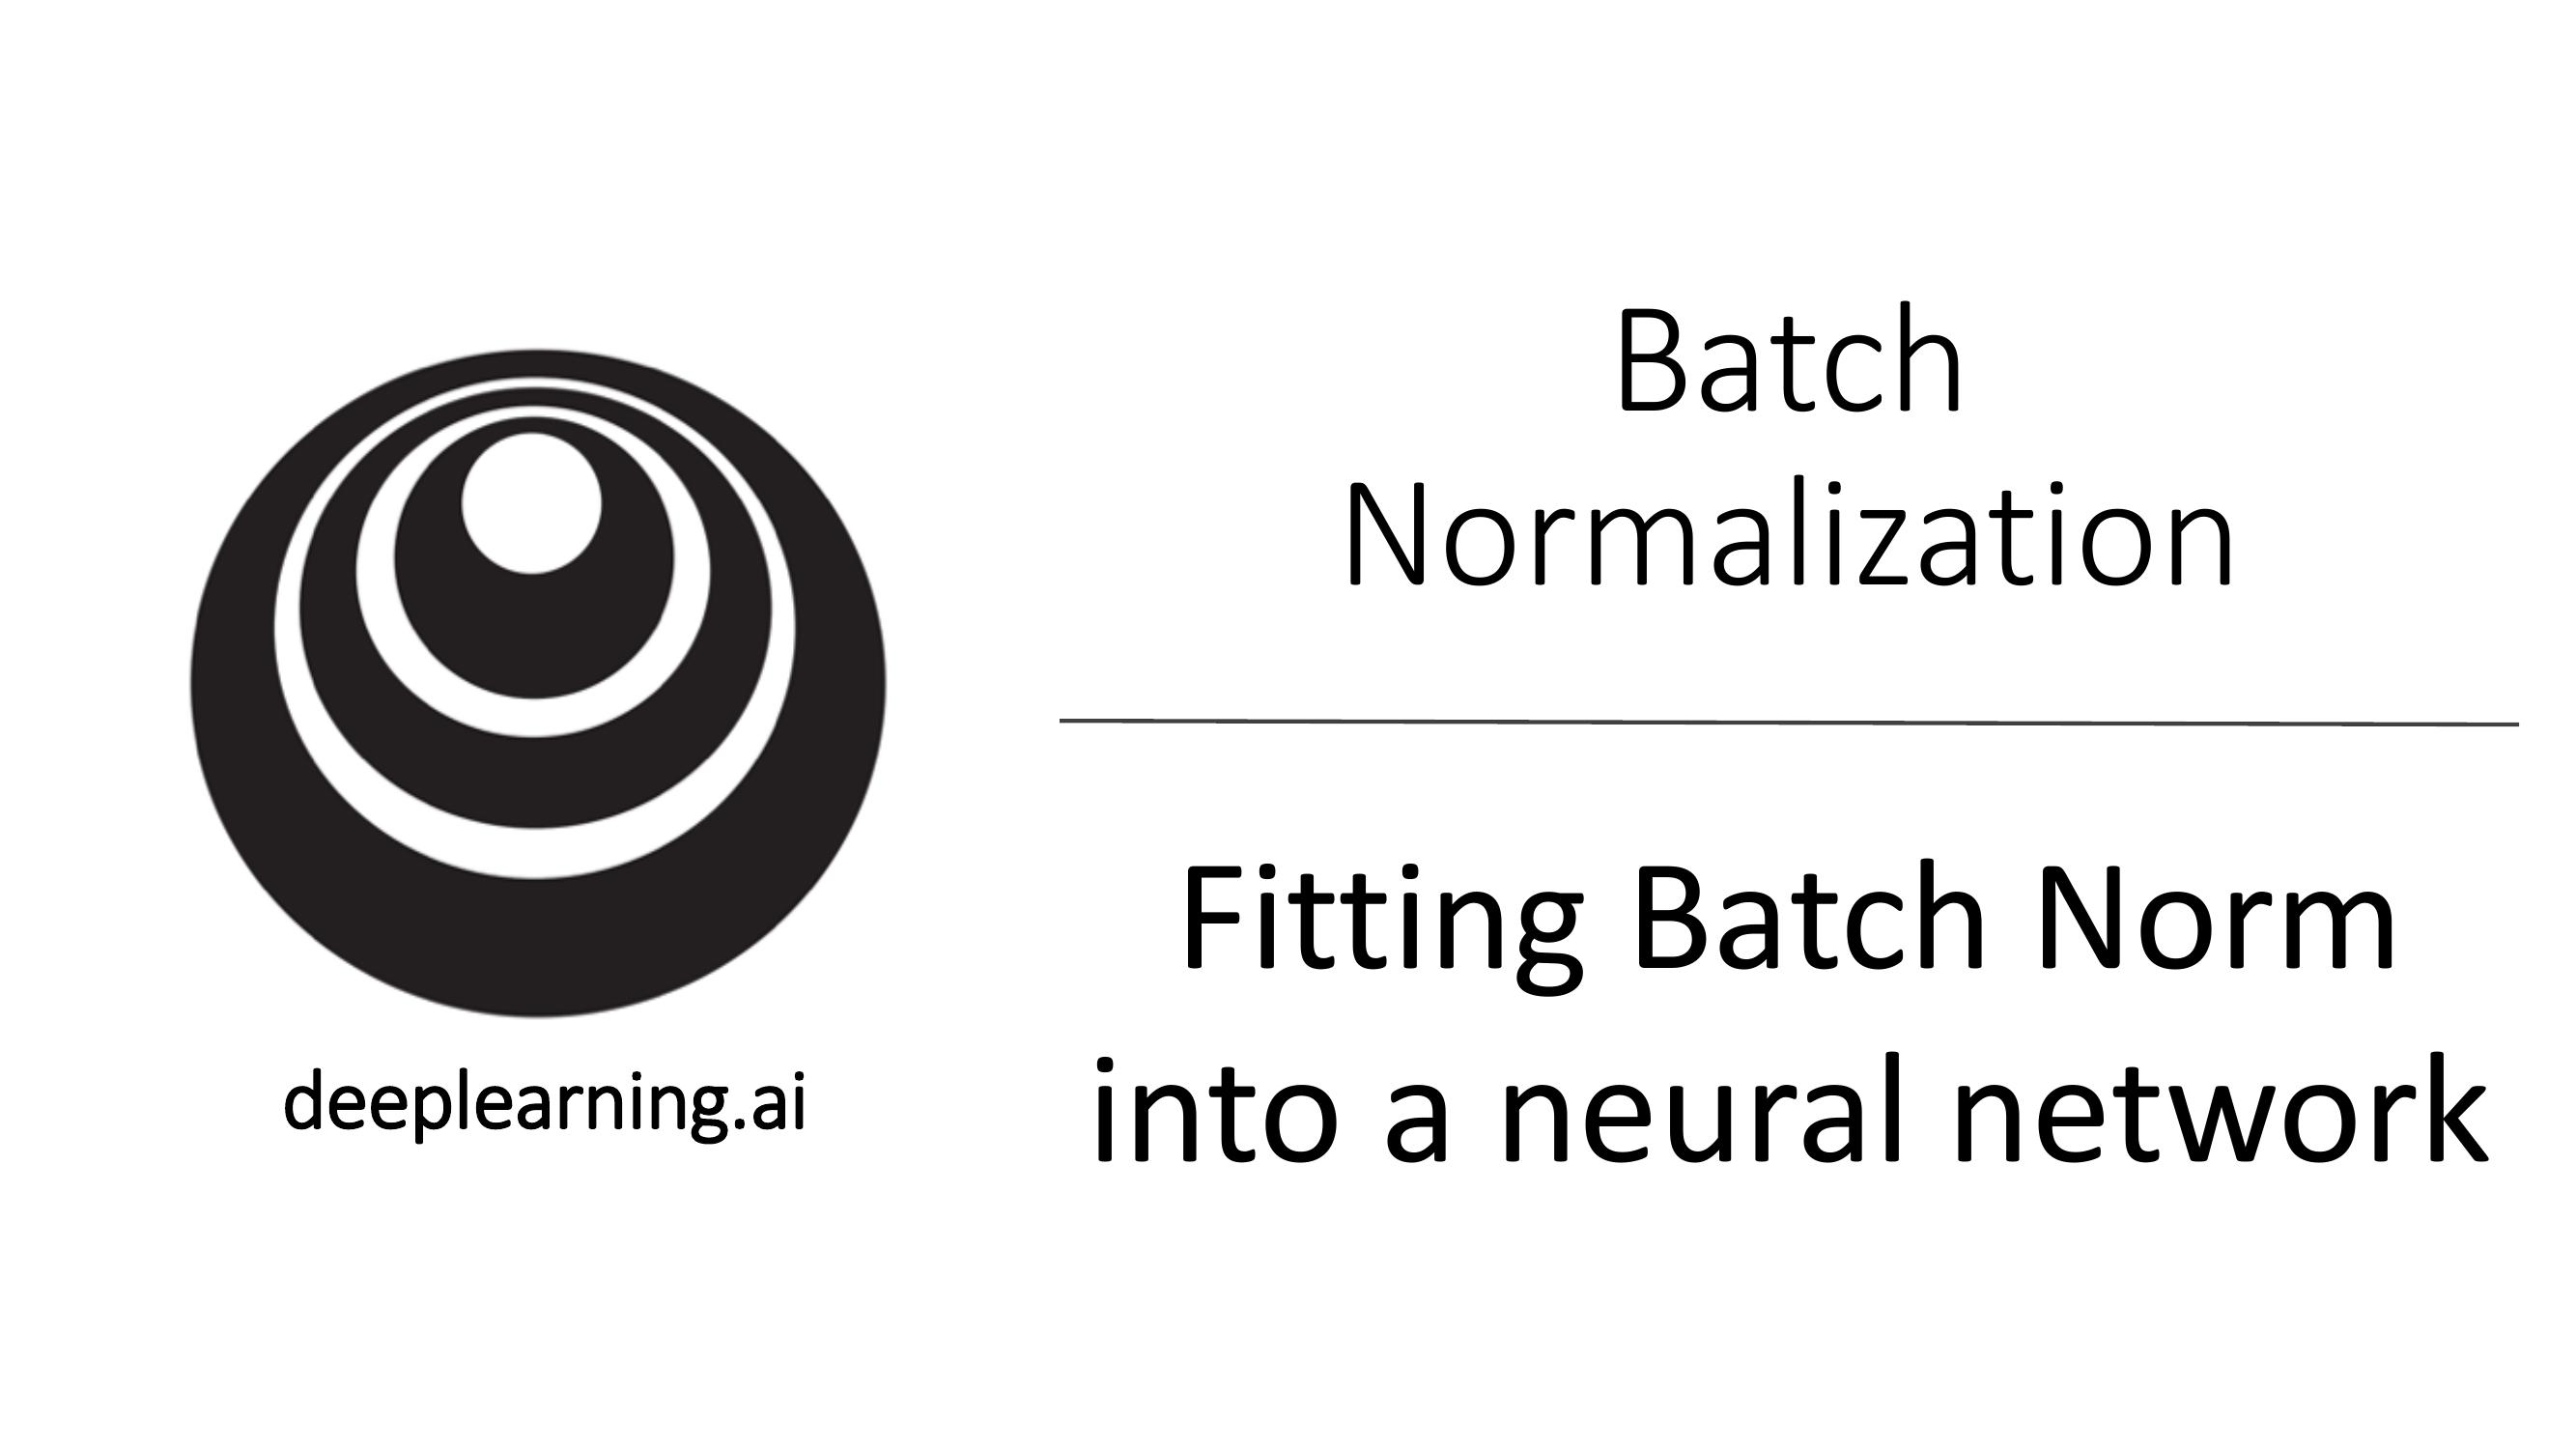 Batch
Normalization
Fitting Batch Norm
into a neural network
deeplearning.ai